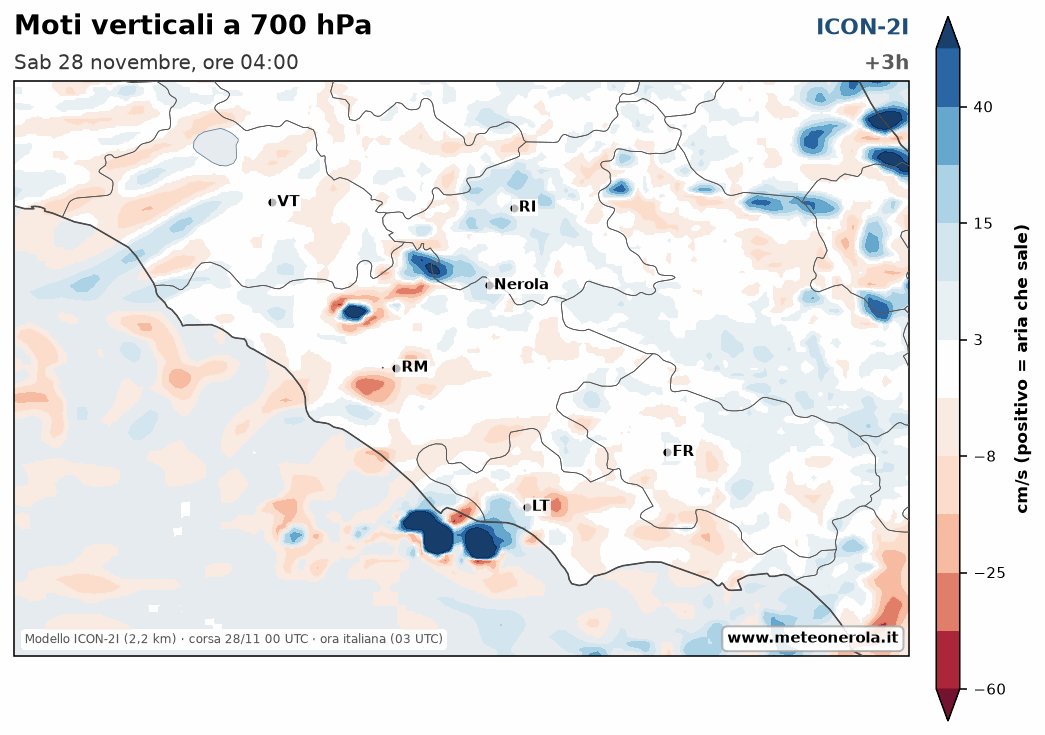 Moti verticali a 700 hPa
ICON-2I
Sab 28 novembre, ore 04:00
+3h
VT
RI
Nerola
RM
FR
LT
40
15
3
−8
−25
−60
cm/s (positivo = aria che sale)
Modello ICON-2I (2,2 km) · corsa 28/11 00 UTC · ora italiana (03 UTC)
www.meteonerola.it